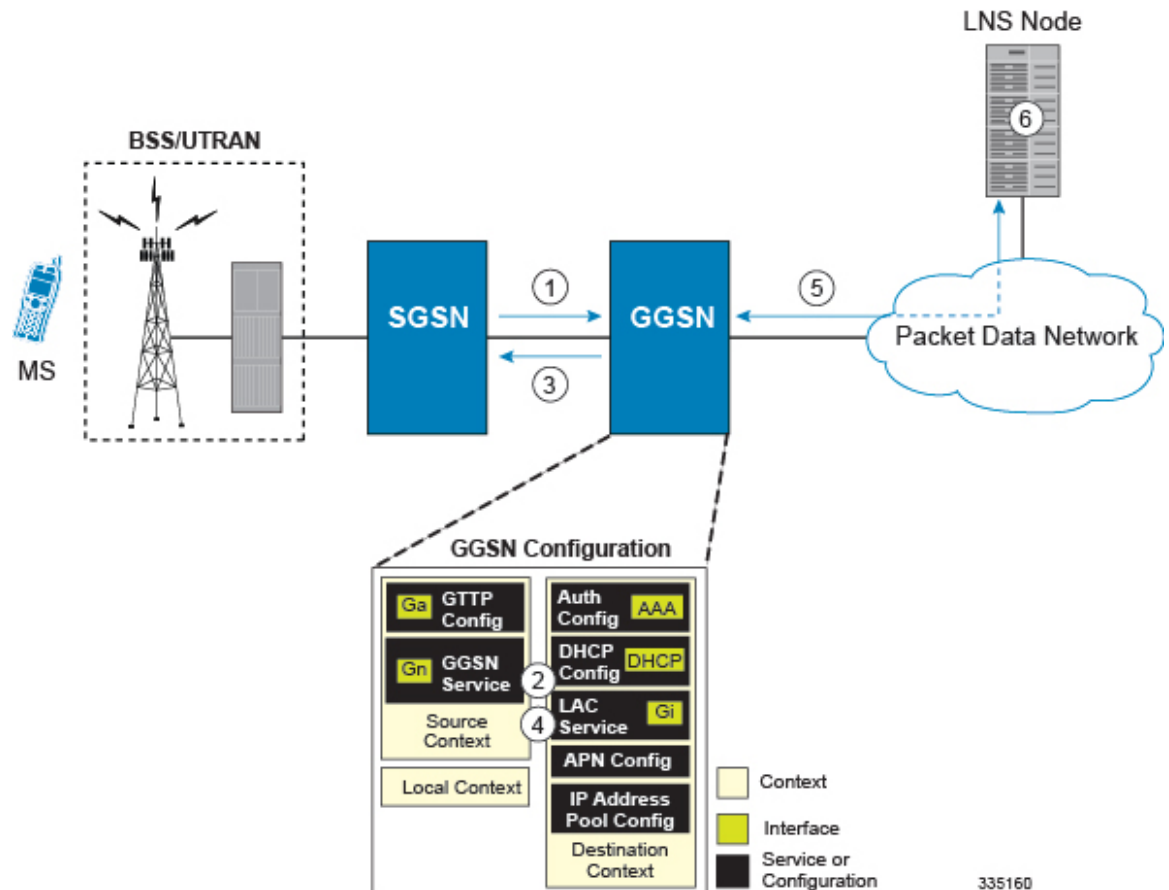 LNS Node
6
BSS/UTRAN
MS
SGSN
1
3
GGSN
5
Packet Data Network
GGSN Configuration
Ga
GTTP
Config
Gn
GGSN
Service
Source
Context
Local Context
2
4
Auth
Config
AAA
DHCP
Config
DHCP
LAC
Service
Gi
APN Config
IP Address
Pool Config
Destination
Context
Context
Interface
Service or
Configuration
335160